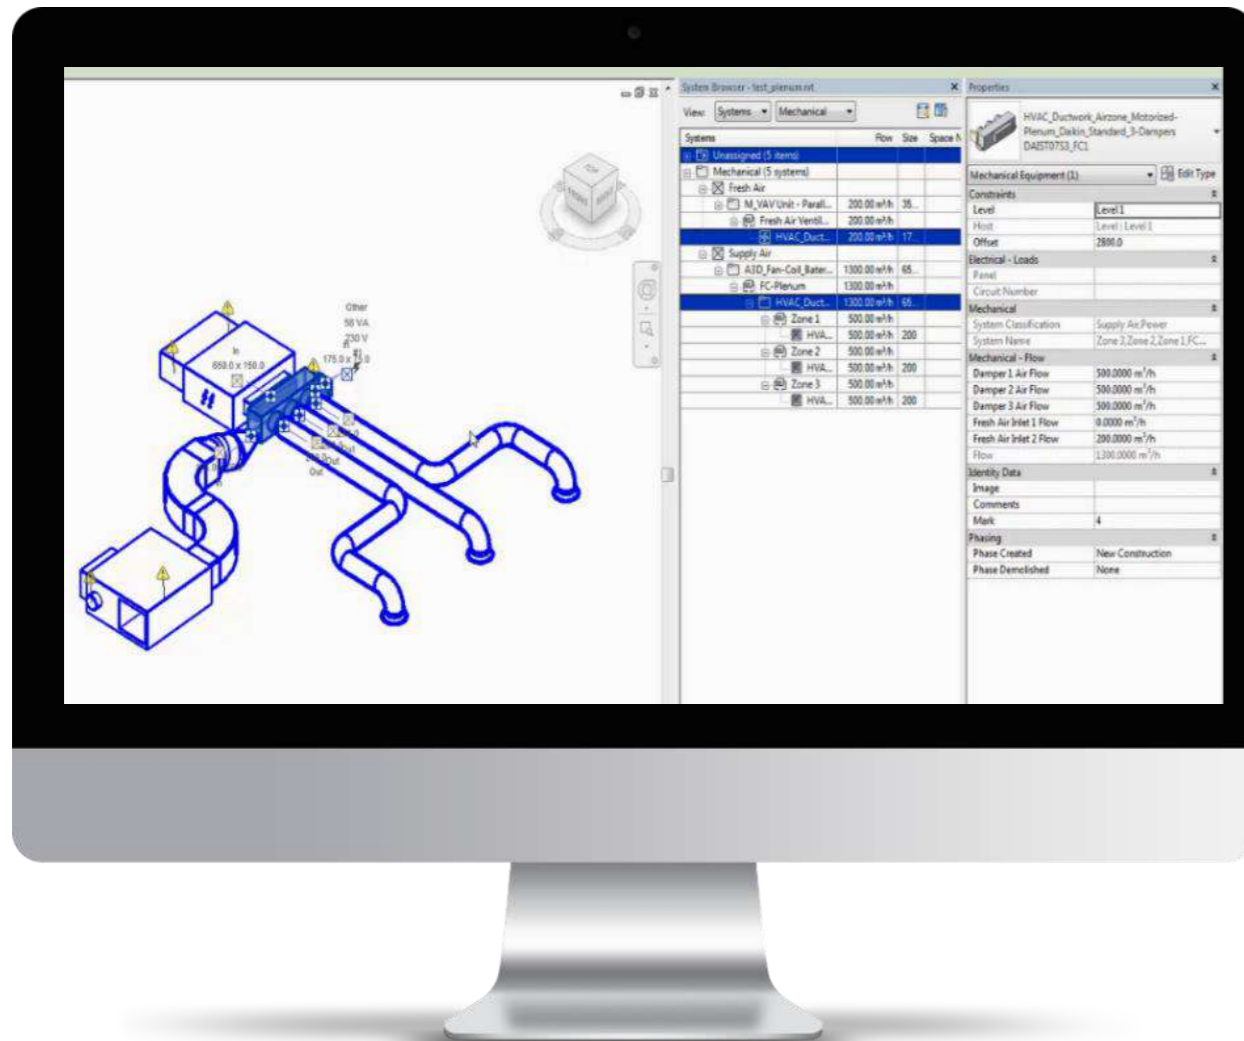 System Browser - test_plenum.rvt
View: Systems Mechanical
Systems Flow Size Space N
Unassigned (5 items)
Mechanical (5 systems)
Fresh Air
M_VAV Unit - Parall... 200.00 m³/h 35...
Fresh Air Ventil... 200.00 m³/h
HVAC_Duct... 200.00 m³/h 17...
Supply Air
A3D_Fan-Coil_Bater... 1300.00 m³/h 65...
FC-Plenum 1300.00 m³/h
HVAC_Duct... 1300.00 m³/h 65...
Zone 1 500.00 m³/h
HVA... 500.00 m³/h 200
Zone 2 500.00 m³/h
HVA... 500.00 m³/h 200
Zone 3 500.00 m³/h
HVA... 500.00 m³/h 200
Properties
HVAC_Ductwork_Airzone_Motorized-
Plenum_Daikin_Standard_3-Dampers
DAIST07S3_FC1
Mechanical Equipment (1) Edit Type
Constraints
Level Level 1
Host Level : Level 1
Offset 2800.0
Electrical - Loads
Panel
Circuit Number
Mechanical
System Classification Supply Air,Power
System Name Zone 3,Zone 2,Zone 1,FC...
Mechanical - Flow
Damper 1 Air Flow 500.0000 m³/h
Damper 2 Air Flow 500.0000 m³/h
Damper 3 Air Flow 500.0000 m³/h
Fresh Air Inlet 1 Flow 0.0000 m³/h
Fresh Air Inlet 2 Flow 200.0000 m³/h
Flow 1300.0000 m³/h
Identity Data
Image
Comments
Mark 4
Phasing
Phase Created New Construction
Phase Demolished None
Other
58 VA
230 V
In
650.0 x 150.0
Out
Out
Out